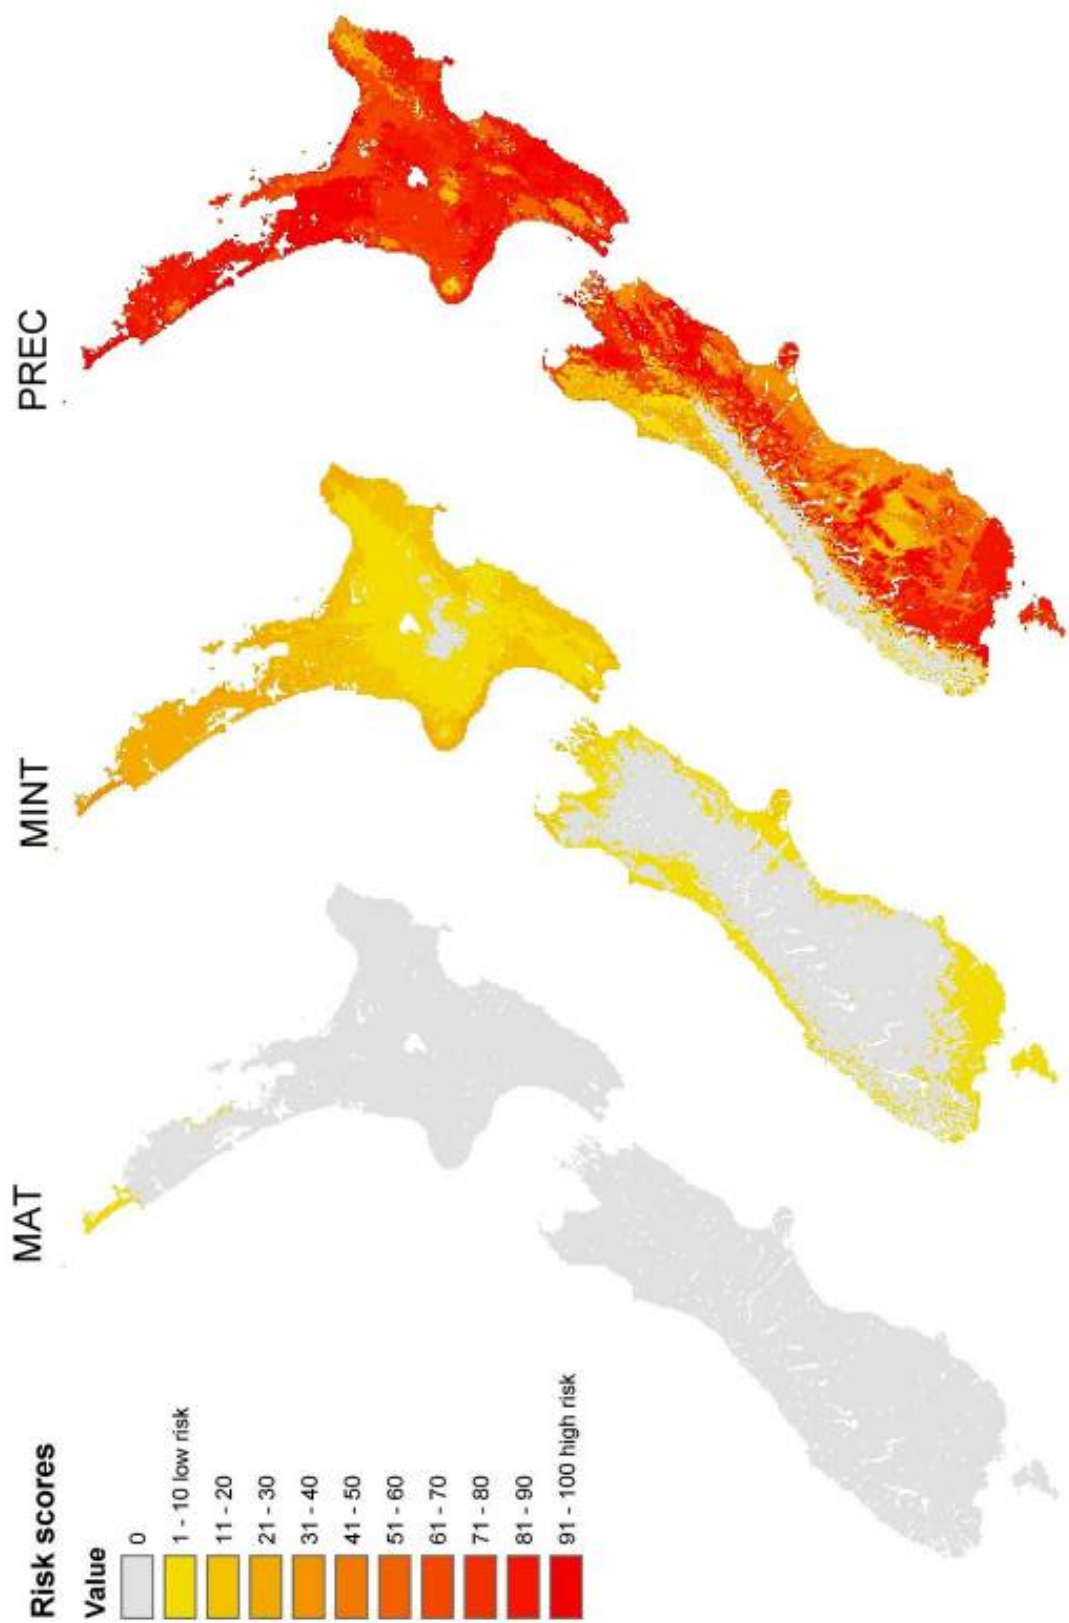 Risk scores
Value
0
1 - 10 low risk
11 - 20
21 - 30
31 - 40
41 - 50
51 - 60
61 - 70
71 - 80
81 - 90
91 - 100 high risk
MAT
MINT
PREC